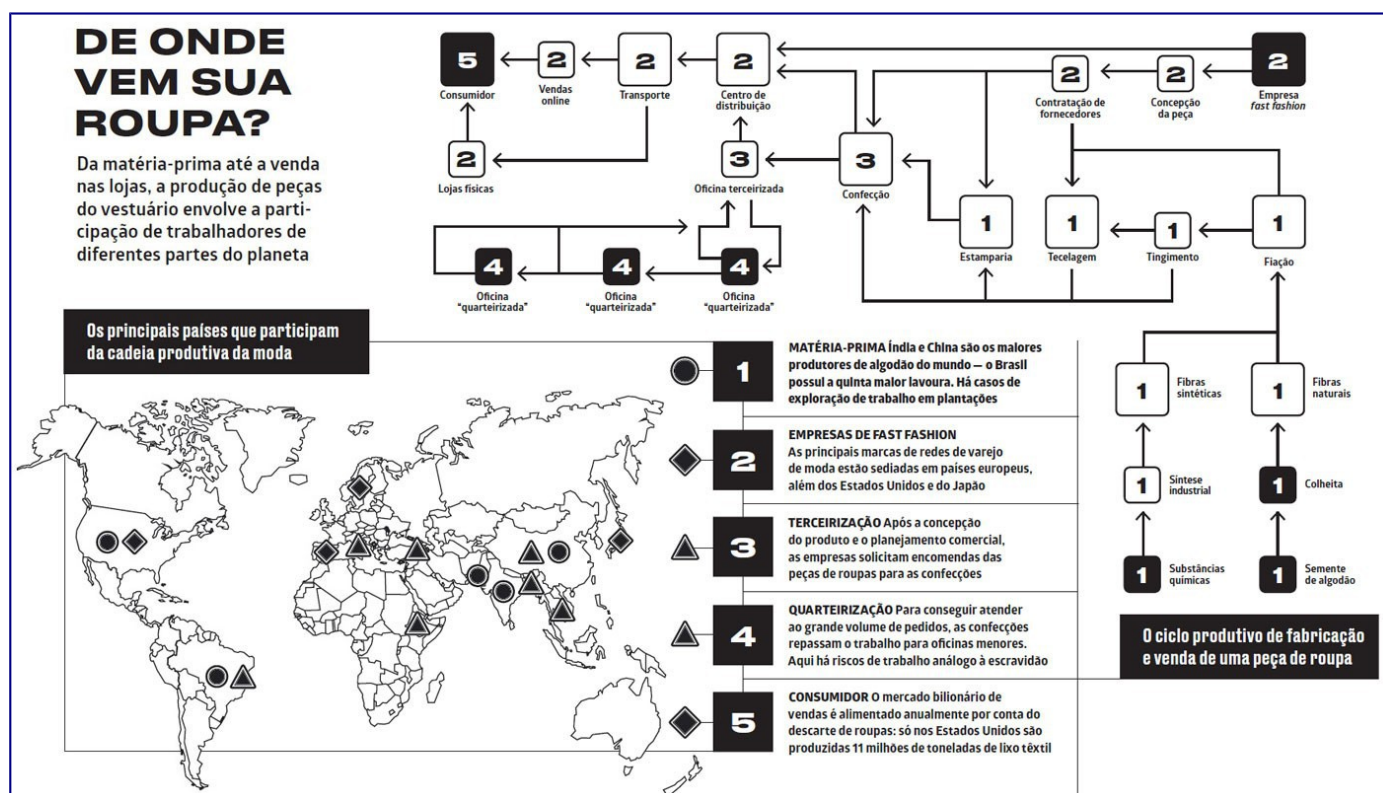 DE ONDE
VEM SUA
ROUPA?
Da matéria-prima até a venda
nas lojas, a produção de peças
do vestuário envolve a parti-
cipação de trabalhadores de
diferentes partes do planeta
5
Consumidor
2
Vendas
online
2
Transporte
2
Centro de
distribuição
2
Contratação de
fornecedores
2
Concepção
da peça
2
Empresa
fast fashion
2
Lojas físicas
3
Oficina terceirizada
3
Confecção
1
Estamparia
1
Tecelagem
1
Tingimento
1
Fiação
4
Oficina
"quarteirizada"
4
Oficina
"quarteirizada"
4
Oficina
"quarteirizada"
1
Fibras
sintéticas
1
Fibras
naturais
1
Síntese
industrial
1
Colheita
1
Substâncias
químicas
1
Semente
de algodão
O ciclo produtivo de fabricação
e venda de uma peça de roupa
Os principais países que participam
da cadeia produtiva da moda
1
MATÉRIA-PRIMA Índia e China são os maiores
produtores de algodão do mundo — o Brasil
possui a quinta maior lavoura. Há casos de
exploração de trabalho em plantações
2
EMPRESAS DE FAST FASHION
As principais marcas de redes de varejo
de moda estão sediadas em países europeus,
além dos Estados Unidos e do Japão
3
TERCEIRIZAÇÃO Após a concepção
do produto e o planejamento comercial,
as empresas solicitam encomendas das
peças de roupas para as confecções
4
QUARTEIRIZAÇÃO Para conseguir atender
ao grande volume de pedidos, as confecções
repassam o trabalho para oficinas menores.
Aqui há riscos de trabalho análogo à escravidão
5
CONSUMIDOR O mercado bilionário de
vendas é alimentado anualmente por conta do
descarte de roupas: só nos Estados Unidos são
produzidas 11 milhões de toneladas de lixo têxtil